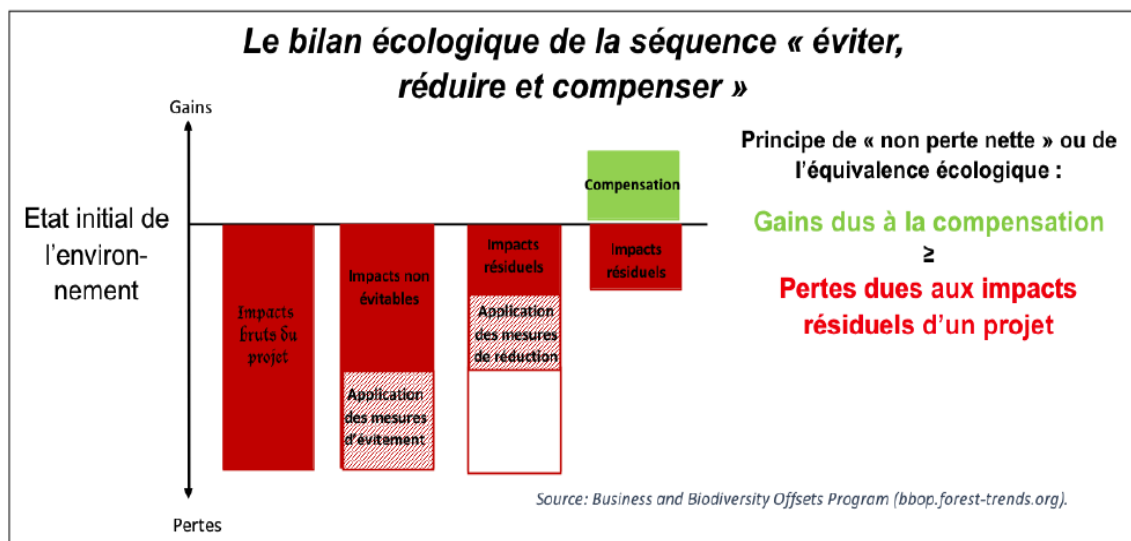 Le bilan écologique de la séquence « éviter,
réduire et compenser »
Gains
Etat initial de
l'environ-
nement
Pertes
Impacts
bruts du
projet
Impacts non
évitables
Application
des mesures
d'évitement
Impacts
résiduels
Application
des mesures
de réduction
Compensation
Impacts
résiduels
Principe de « non perte nette » ou de
l'équivalence écologique :
Gains dus à la compensation
≥
Pertes dues aux impacts
résiduels d'un projet
Source: Business and Biodiversity Offsets Program (bbop.forest-trends.org).